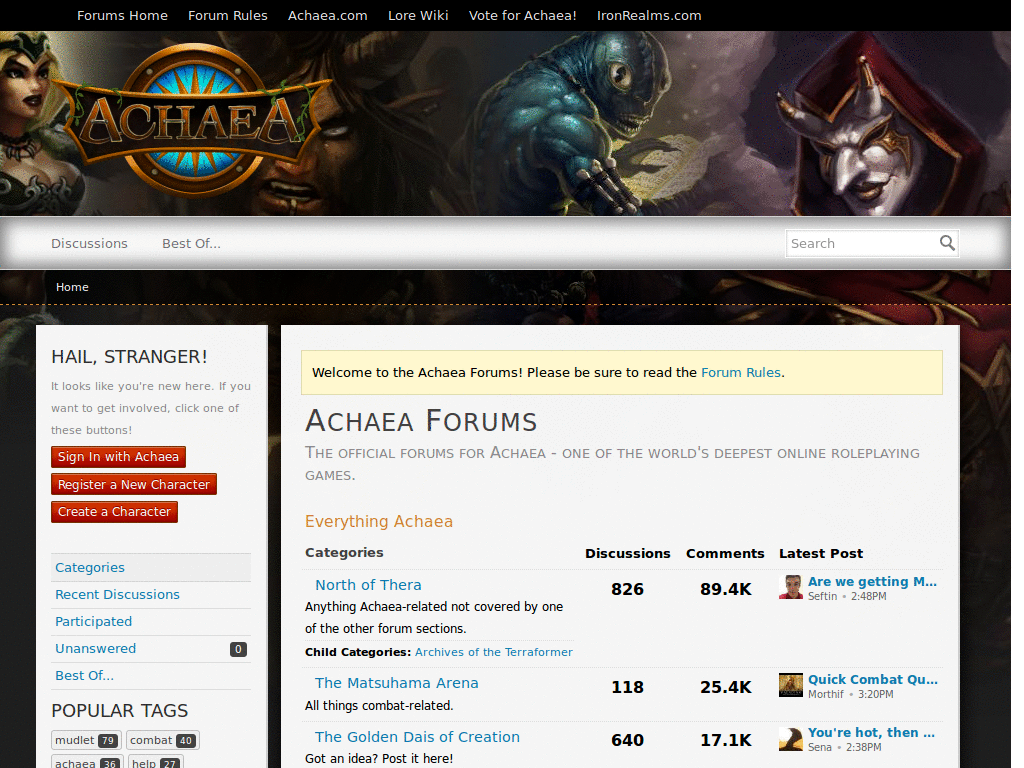 Forums Home Forum Rules Achaea.com Lore Wiki Vote for Achaea! IronRealms.com
ACHAEA
Discussions Best Of... Search
Home
HAIL, STRANGER!
It looks like you're new here. If you
want to get involved, click one of
these buttons!
Sign In with Achaea
Register a New Character
Create a Character
Categories
Recent Discussions
Participated
Unanswered 0
Best Of...
POPULAR TAGS
mudlet 79 combat 40
achaea 36 help 27
Welcome to the Achaea Forums! Please be sure to read the Forum Rules.
ACHAEA FORUMS
THE OFFICIAL FORUMS FOR ACHAEA - ONE OF THE WORLD'S DEEPEST ONLINE ROLEPLAYING
GAMES.
Everything Achaea
Categories Discussions Comments Latest Post
North of Thera 826 89.4K Are we getting M...
Seftin • 2:48PM
Anything Achaea-related not covered by one
of the other forum sections.
Child Categories: Archives of the Terraformer
The Matsuhama Arena 118 25.4K Quick Combat Qu...
Morthif • 3:20PM
All things combat-related.
The Golden Dais of Creation 640 17.1K You're hot, then ...
Sena • 2:38PM
Got an idea? Post it here!